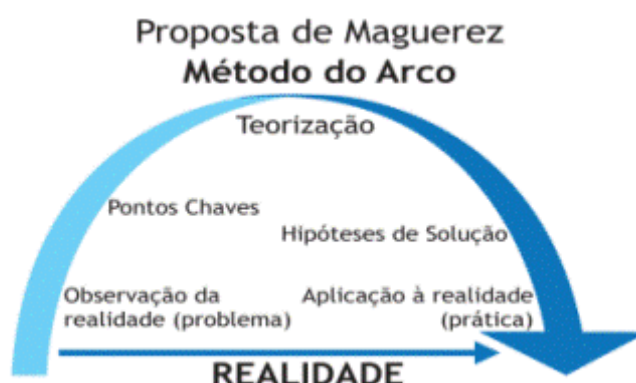 Proposta de Maguerez
Método do Arco
Teorização
Pontos Chaves
Hipóteses de Solução
Observação da
realidade (problema)
Aplicação à realidade
(prática)
REALIDADE